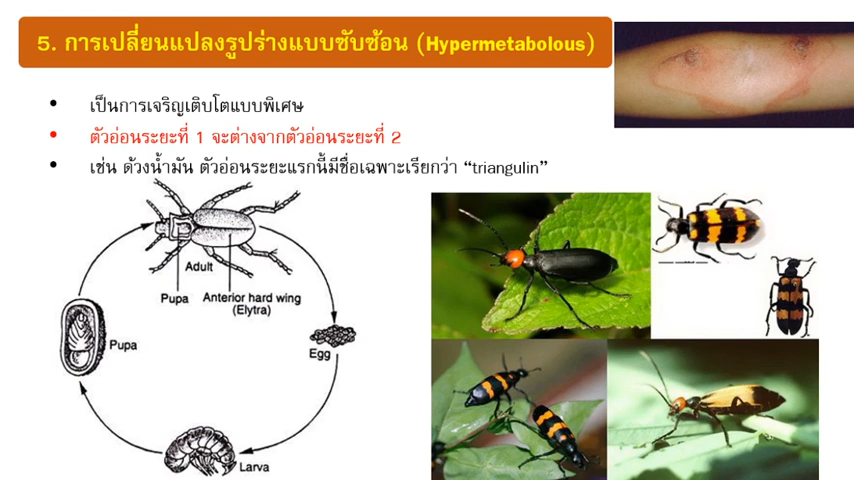 5. การเปลี่ยนแปลงรูปร่างแบบซับซ้อน (Hypermetabolous)
• เป็นการเจริญเติบโตแบบพิเศษ
• ตัวอ่อนระยะที่ 1 จะต่างจากตัวอ่อนระยะที่ 2
• เช่น ด้วงน้ำมัน ตัวอ่อนระยะแรกนี้มีชื่อเฉพาะเรียกว่า “triangulin”
Adult
Pupa
Anterior hard wing
(Elytra)
Pupa
Egg
Larva